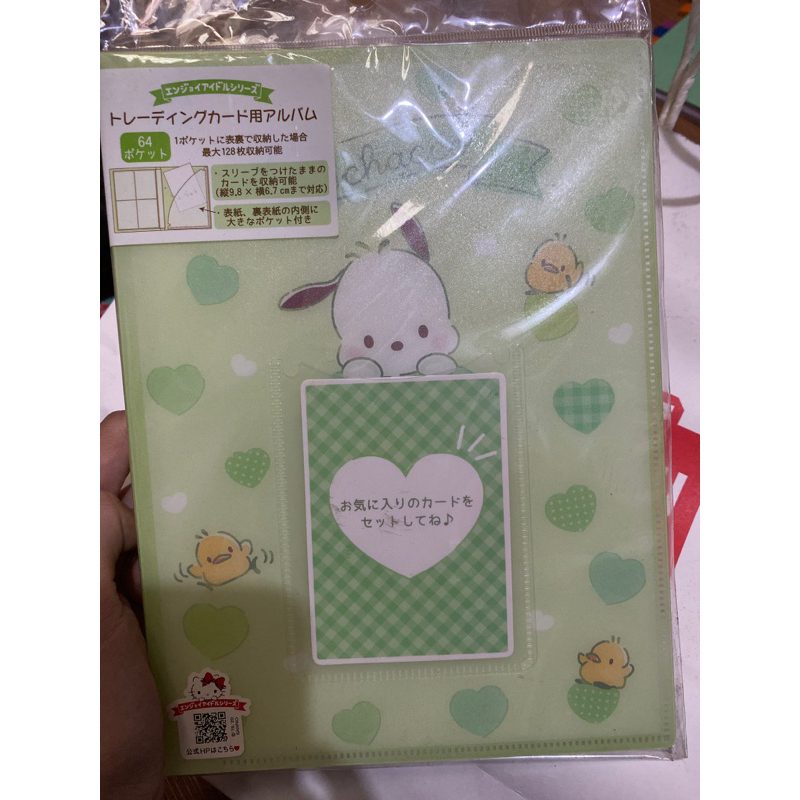 エンジョイアイドルシリーズ
トレーディングカード用アルバム
64
ポケット
1ポケットに表裏で収納した場合
最大128枚収納可能
・スリーブをつけたままの
カードを収納可能
(縦9.8×横6.7㎝まで対応)
・表紙、裏表紙の内側に
大きなポケット付き
お気に入りのカードを
セットしてね♪
エンジョイアイドルシリーズ
公式HPはこちら♥